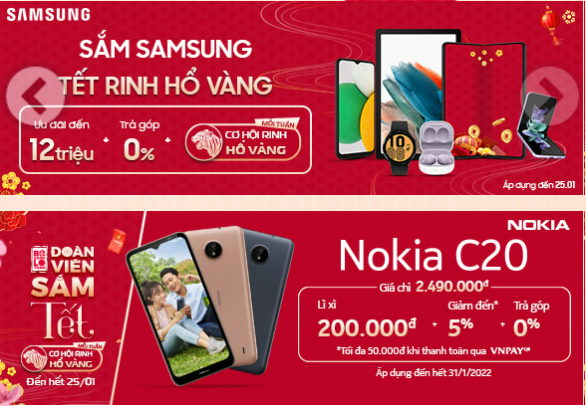 SAMSUNG
SẮM SAMSUNG
TẾT RINH HỔ VÀNG
Ưu đãi đến
12triệu
+
Trả góp
0%
+
MỖI TUẦN
CƠ HỘI RINH
HỔ VÀNG
Áp dụng đến 25.01
NOKIA
ĐOÀN
VIÊN
SẮM
Tết
MỖI TUẦN
CƠ HỘI RINH
HỔ VÀNG
Đến hết 25/01
Nokia C20
Giá chỉ 2.490.000đ
Lì xì
200.000đ
+
Giảm đến*
5%
+
Trả góp
0%
*Tối đa 50.000đ khi thanh toán qua VNPAY
Áp dụng đến hết 31/1/2022